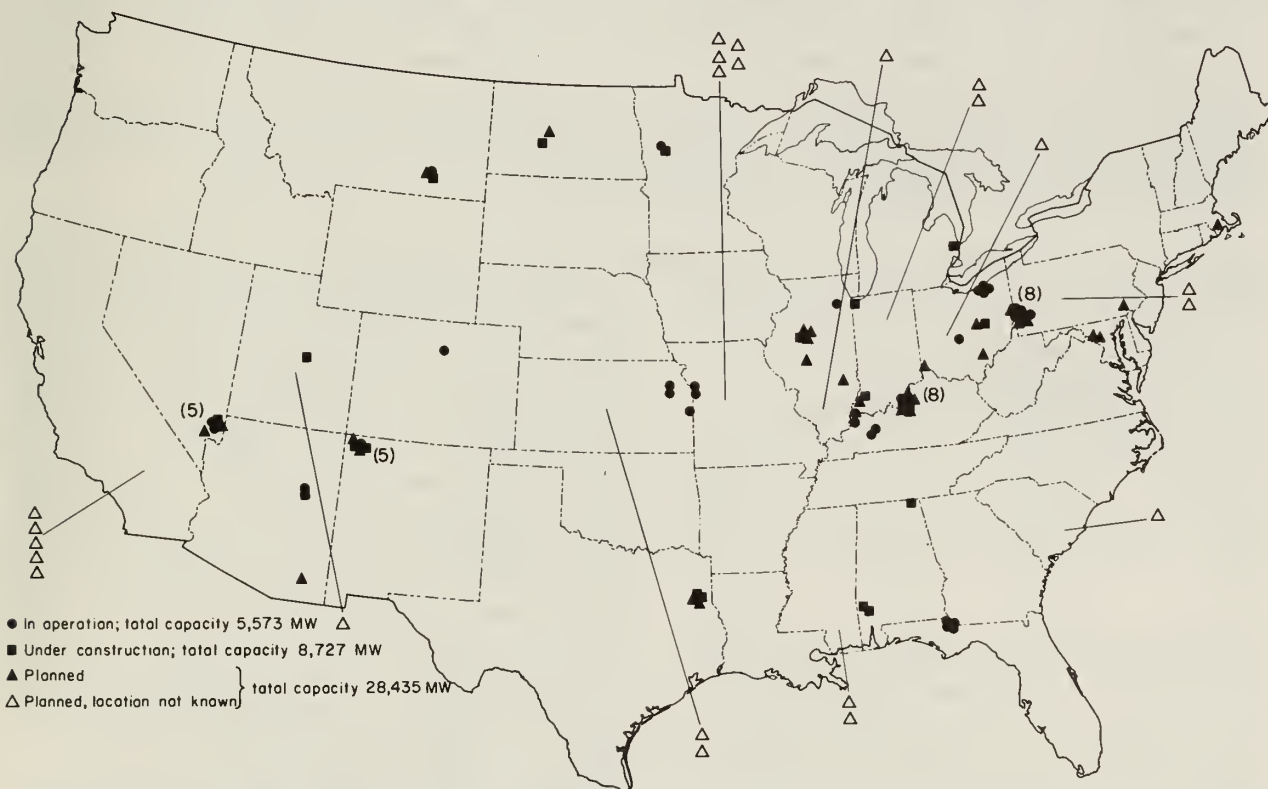 (8)
(5)
(8)
(5)
● In operation; total capacity 5,573 MW
■ Under construction; total capacity 8,727 MW
▲ Planned
total capacity 28,435 MW
△ Planned, location not known